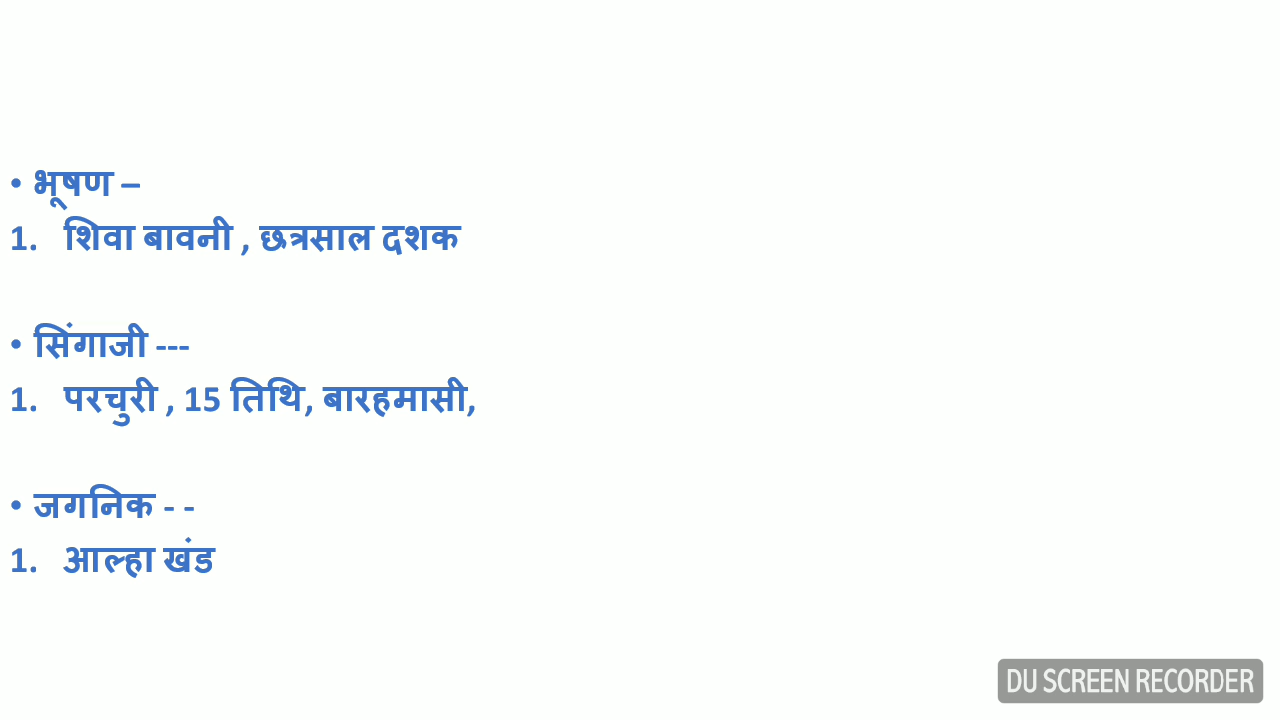 • भूषण –
1. शिवा बावनी , छत्रसाल दशक
• सिंगाजी ---
1. परचुरी , 15 तिथि, बारहमासी,
• जगनिक - -
1. आल्हा खंड
DU SCREEN RECORDER